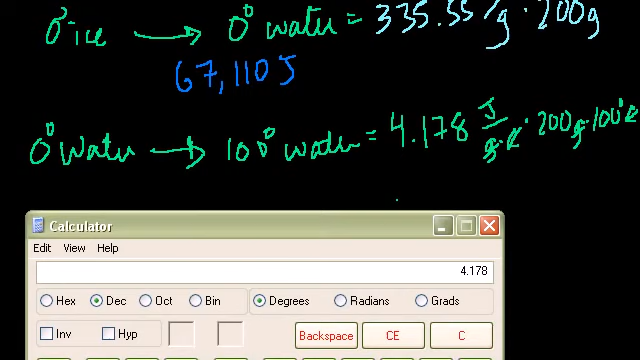 0° ice → 0° water = 335.55 J/g · 200g
67,110 J
0° Water → 100° water = 4.178 J/g·K · 200g · 100°K
Calculator
Edit View Help
4.178
Hex Dec Oct Bin Degrees Radians Grads
Inv Hyp Backspace CE C